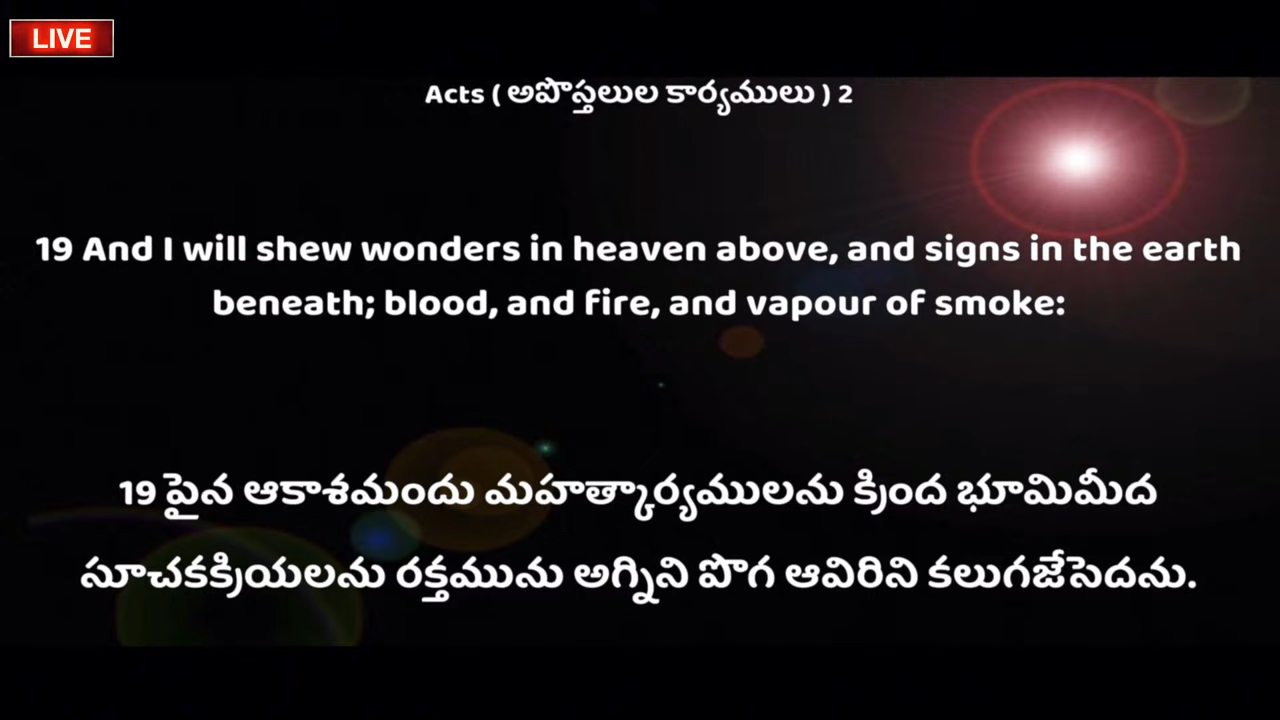 LIVE
Acts ( అపొస్తలుల కార్యములు ) 2
19 And I will shew wonders in heaven above, and signs in the earth
beneath; blood, and fire, and vapour of smoke:
19 పైన ఆకాశమందు మహత్కార్యములను క్రింద భూమిమీద
సూచకక్రియలను రక్తమును అగ్నిని పొగ ఆవిరిని కలుగజేసెదను.